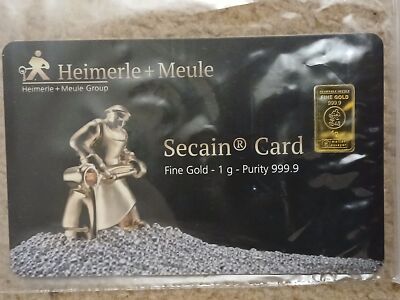 Heimerle + Meule
Heimerle + Meule Group
Secain® Card
Fine Gold - 1 g - Purity 999.9
FINE GOLD
999.9